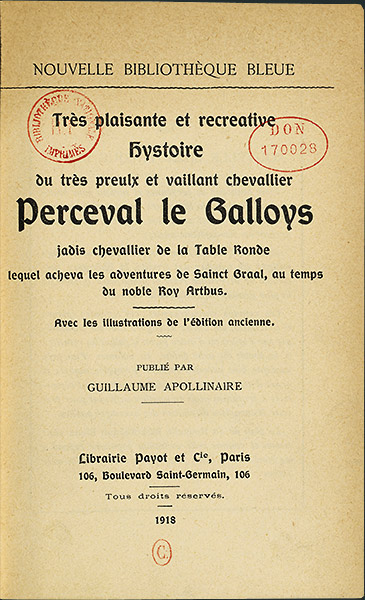 NOUVELLE BIBLIOTHÈQUE BLEUE
Très plaisante et recreative
Hystoire
du très preulx et vaillant chevallier
Perceval le Galloys
jadis chevallier de la Table Ronde
lequel acheva les adventures de Sainct Graal, au temps
du noble Roy Arthus.
Avec les illustrations de l'édition ancienne.
PUBLIÉ PAR
GUILLAUME APOLLINAIRE
Librairie Payot et Cie, Paris
106, Boulevard Saint-Germain, 106
Tous droits réservés.
1918
BIBLIOTHÈQUE
IMPRIMÉS
DON
170028
C